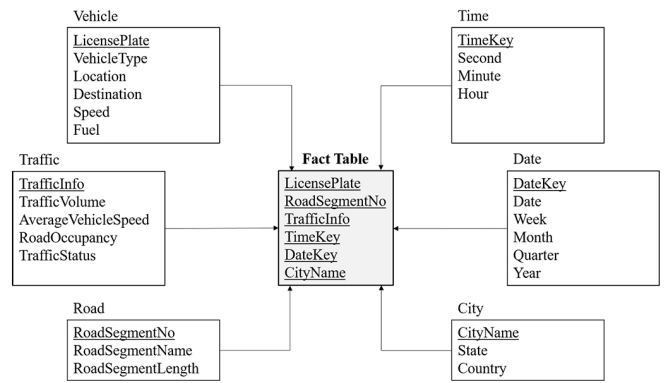 Vehicle
LicensePlate
VehicleType
Location
Destination
Speed
Fuel
Time
TimeKey
Second
Minute
Hour
Traffic
TrafficInfo
TrafficVolume
AverageVehicleSpeed
RoadOccupancy
TrafficStatus
Fact Table
LicensePlate
RoadSegmentNo
TrafficInfo
TimeKey
DateKey
CityName
Date
DateKey
Date
Week
Month
Quarter
Year
Road
RoadSegmentNo
RoadSegmentName
RoadSegmentLength
City
CityName
State
Country